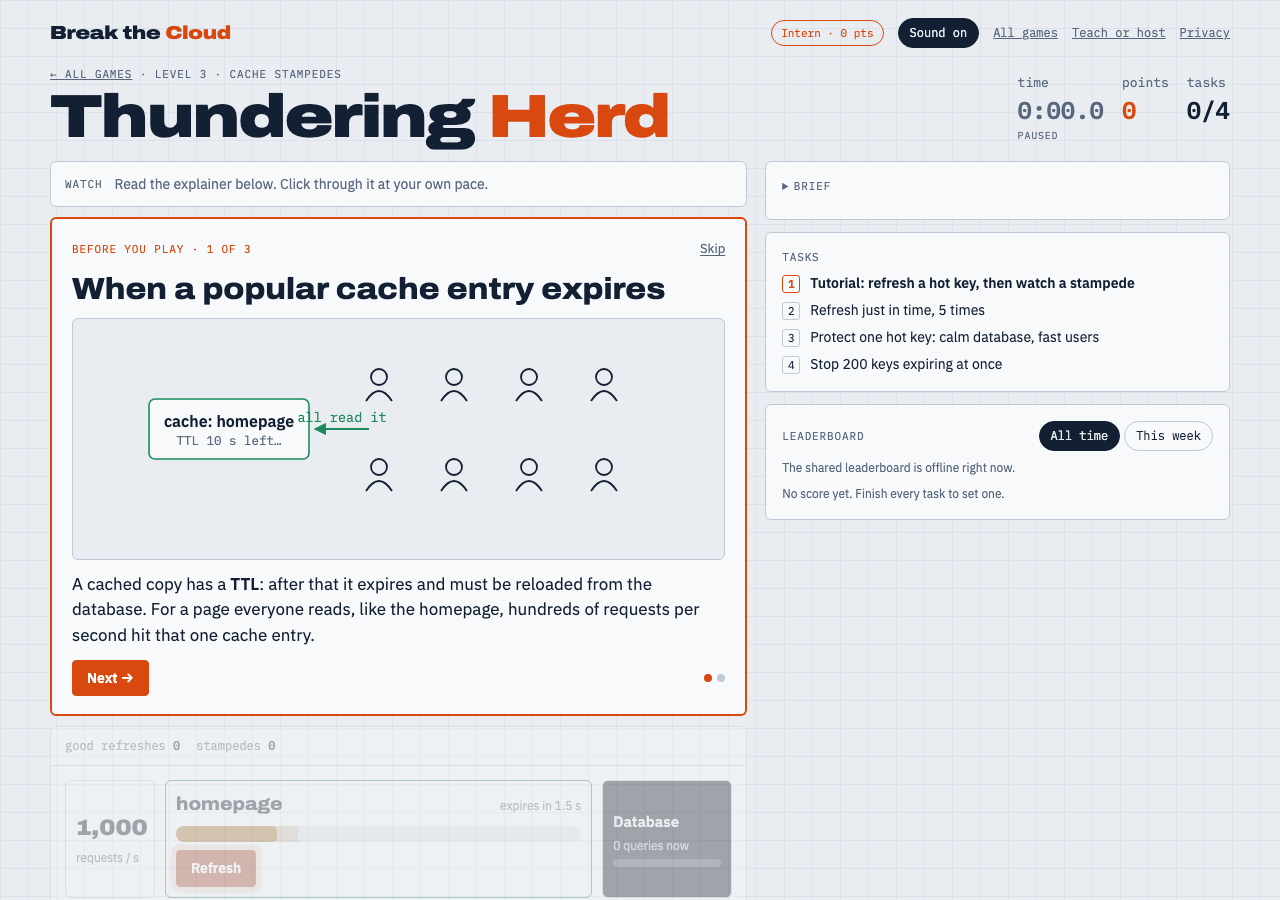 Break the Cloud
Intern · 0 pts
Sound on
All games
Teach or host
Privacy
← ALL GAMES · LEVEL 3 · CACHE STAMPEDES
Thundering Herd
time
0:00.0
PAUSED
points
0
tasks
0/4
WATCH Read the explainer below. Click through it at your own pace.
BEFORE YOU PLAY · 1 OF 3
Skip
When a popular cache entry expires
cache: homepage
TTL 10 s left…
all read it
A cached copy has a TTL: after that it expires and must be reloaded from the
database. For a page everyone reads, like the homepage, hundreds of requests per
second hit that one cache entry.
Next →
good refreshes 0 stampedes 0
1,000
requests / s
homepage
expires in 1.5 s
Refresh
Database
0 queries now
▶ BRIEF
TASKS
1 Tutorial: refresh a hot key, then watch a stampede
2 Refresh just in time, 5 times
3 Protect one hot key: calm database, fast users
4 Stop 200 keys expiring at once
LEADERBOARD
All time
This week
The shared leaderboard is offline right now.
No score yet. Finish every task to set one.